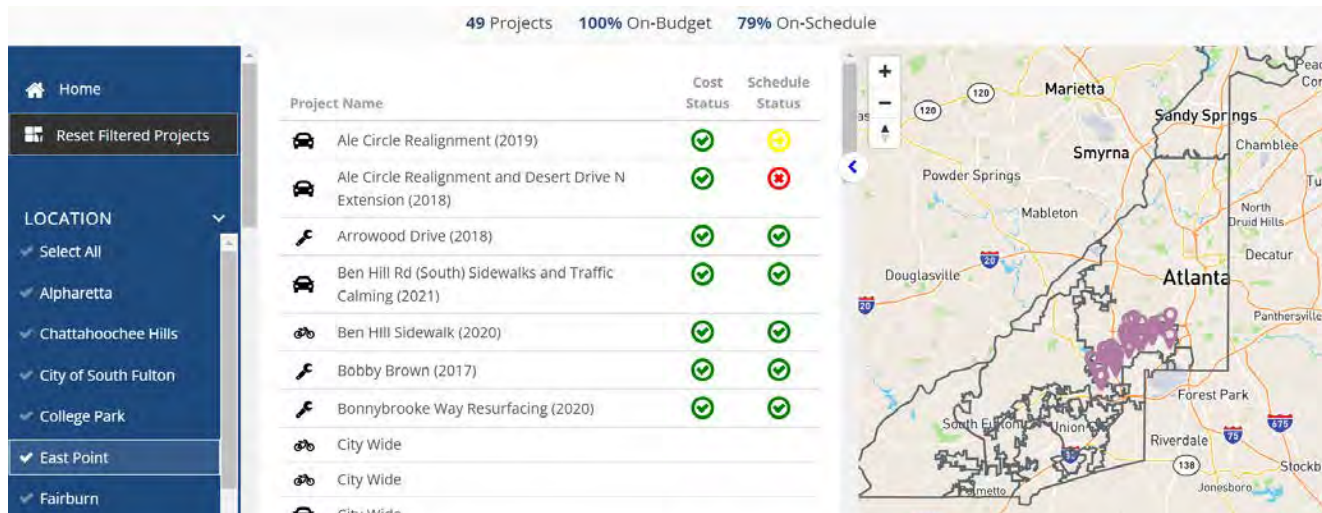 49 Projects 100% On-Budget 79% On-Schedule
Home
Reset Filtered Projects
LOCATION
Select All
Alpharetta
Chattahoochee Hills
City of South Fulton
College Park
East Point
Fairburn
Project Name
Cost Status
Schedule Status
Ale Circle Realignment (2019)
Ale Circle Realignment and Desert Drive N
Extension (2018)
Arrowood Drive (2018)
Ben Hill Rd (South) Sidewalks and Traffic
Calming (2021)
Ben Hill Sidewalk (2020)
Bobby Brown (2017)
Bonnybrooke Way Resurfacing (2020)
City Wide
City Wide
City Wide
+
−
120
120
Marietta
Sandy Springs
Smyrna
Chamblee
Powder Springs
North
Druid Hills
Mableton
20
Decatur
Douglasville
Atlanta
20
Panthersville
Forest Park
South Fulton
Union
Riverdale
75
675
138
Jonesboro
Palmetto